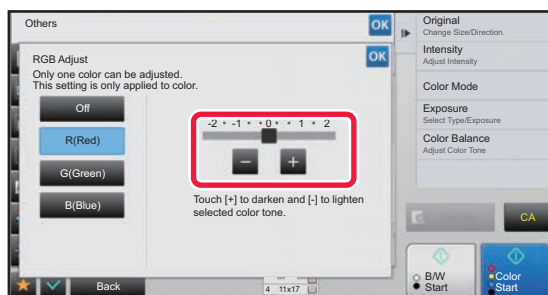 Others
OK
RGB Adjust
OK
Only one color can be adjusted.
This setting is only applied to color.
Off
R(Red)
G(Green)
B(Blue)
-2 • -1 • • 0 • • 1 • 2
−
+
Touch [+] to darken and [-] to lighten
selected color tone.
Back
4 11x17
Original
Change Size/Direction.
Intensity
Adjust Intensity
Color Mode
Exposure
Select Type/Exposure
Color Balance
Adjust Color Tone
Preview
CA
B/W
Start
Color
Start